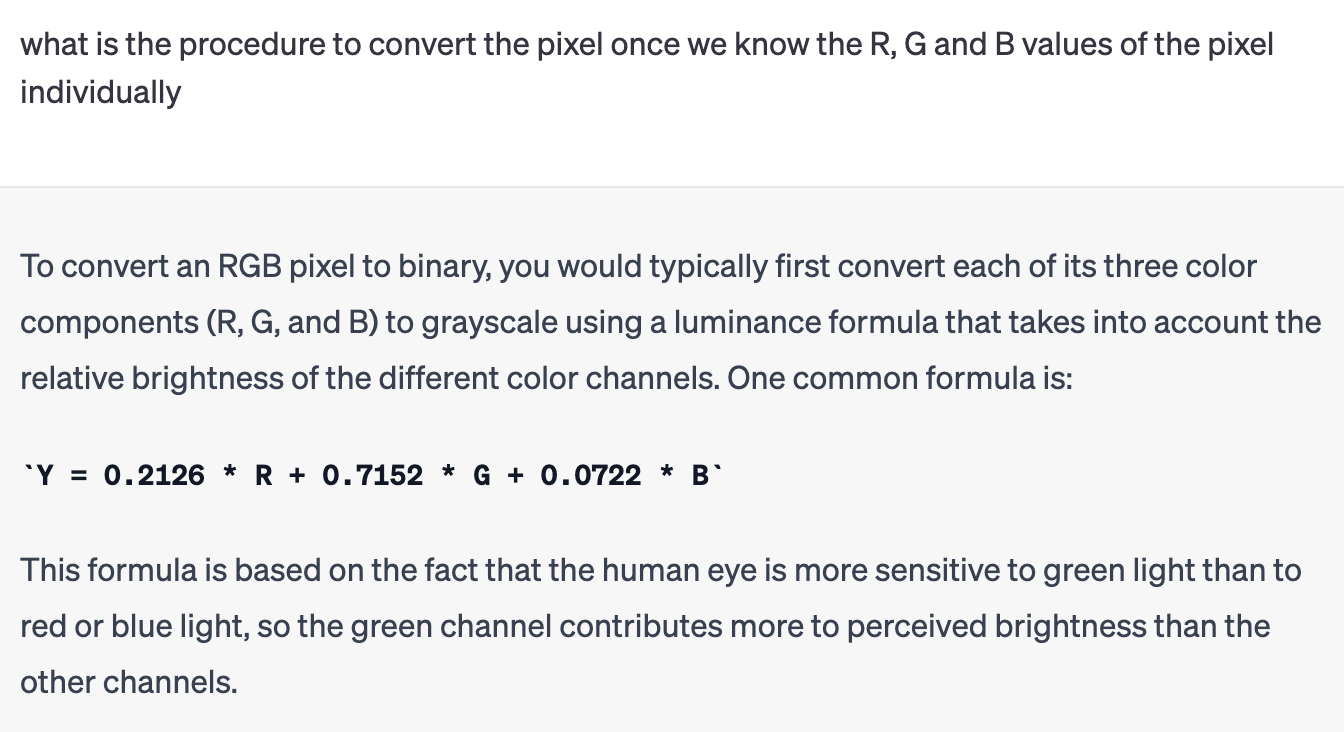 what is the procedure to convert the pixel once we know the R, G and B values of the pixel
individually
To convert an RGB pixel to binary, you would typically first convert each of its three color
components (R, G, and B) to grayscale using a luminance formula that takes into account the
relative brightness of the different color channels. One common formula is:
`Y = 0.2126 * R + 0.7152 * G + 0.0722 * B`
This formula is based on the fact that the human eye is more sensitive to green light than to
red or blue light, so the green channel contributes more to perceived brightness than the
other channels.